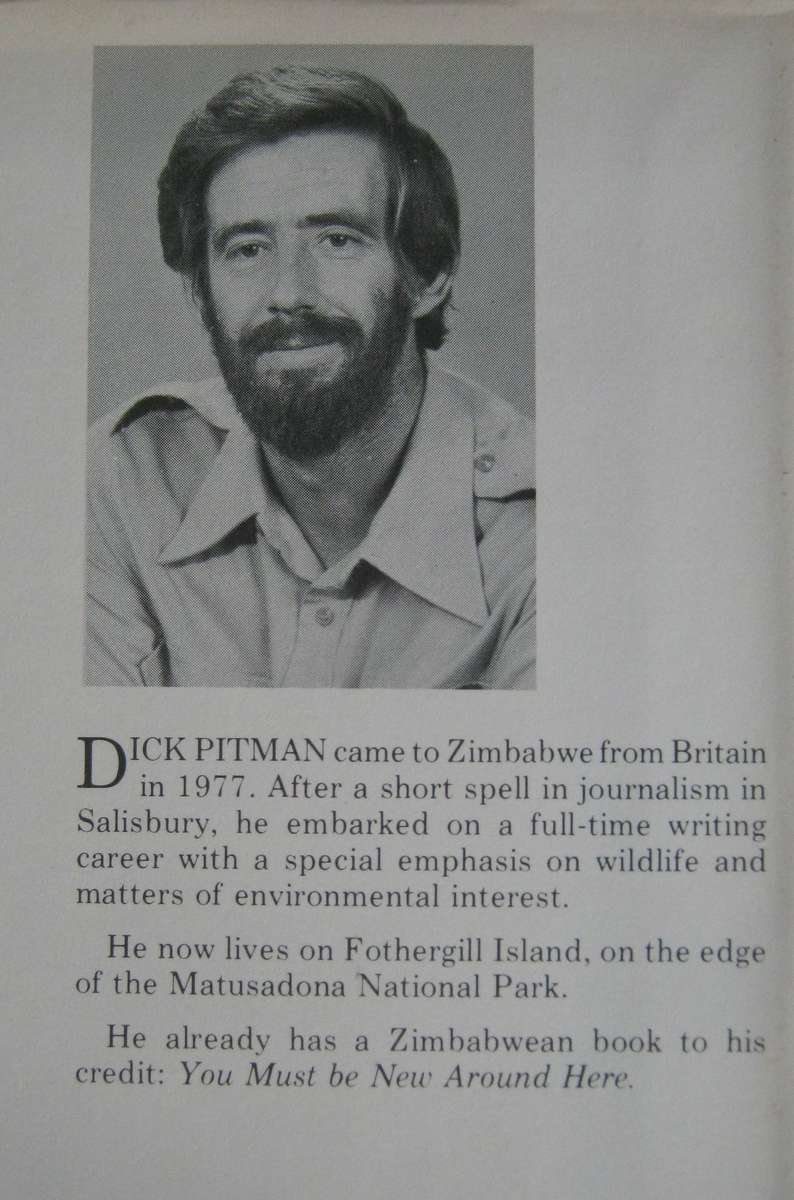 DICK PITMAN came to Zimbabwe from Britain
in 1977. After a short spell in journalism in
Salisbury, he embarked on a full-time writing
career with a special emphasis on wildlife and
matters of environmental interest.
He now lives on Fothergill Island, on the edge
of the Matusadona National Park.
He already has a Zimbabwean book to his
credit: You Must be New Around Here.